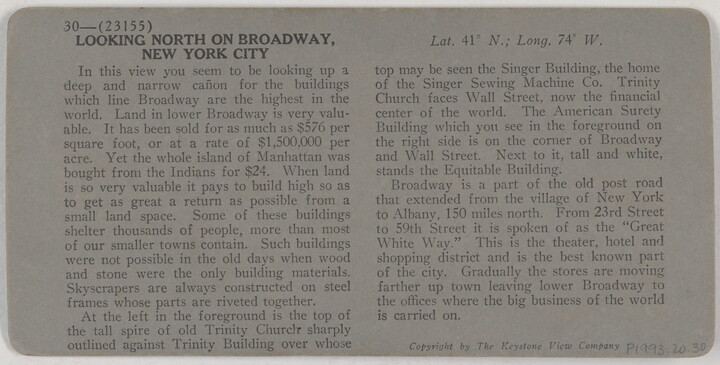 30—(23155)
LOOKING NORTH ON BROADWAY,
NEW YORK CITY
In this view you seem to be looking up a
deep and narrow cañon for the buildings
which line Broadway are the highest in the
world. Land in lower Broadway is very valu-
able. It has been sold for as much as $576 per
square foot, or at a rate of $1,500,000 per
acre. Yet the whole island of Manhattan was
bought from the Indians for $24. When land
is so very valuable it pays to build high so as
to get as great a return as possible from a
small land space. Some of these buildings
shelter thousands of people, more than most
of our smaller towns contain. Such buildings
were not possible in the old days when wood
and stone were the only building materials.
Skyscrapers are always constructed on steel
frames whose parts are riveted together.
At the left in the foreground is the top of
the tall spire of old Trinity Church sharply
outlined against Trinity Building over whose
Lat. 41° N.; Long. 74° W.
top may be seen the Singer Building, the home
of the Singer Sewing Machine Co. Trinity
Church faces Wall Street, now the financial
center of the world. The American Surety
Building which you see in the foreground on
the right side is on the corner of Broadway
and Wall Street. Next to it, tall and white,
stands the Equitable Building.
Broadway is a part of the old post road
that extended from the village of New York
to Albany, 150 miles north. From 23rd Street
to 59th Street it is spoken of as the "Great
White Way." This is the theater, hotel and
shopping district and is the best known part
of the city. Gradually the stores are moving
farther up town leaving lower Broadway to
the offices where the big business of the world
is carried on.
Copyright by The Keystone View Company
P1993.20.30